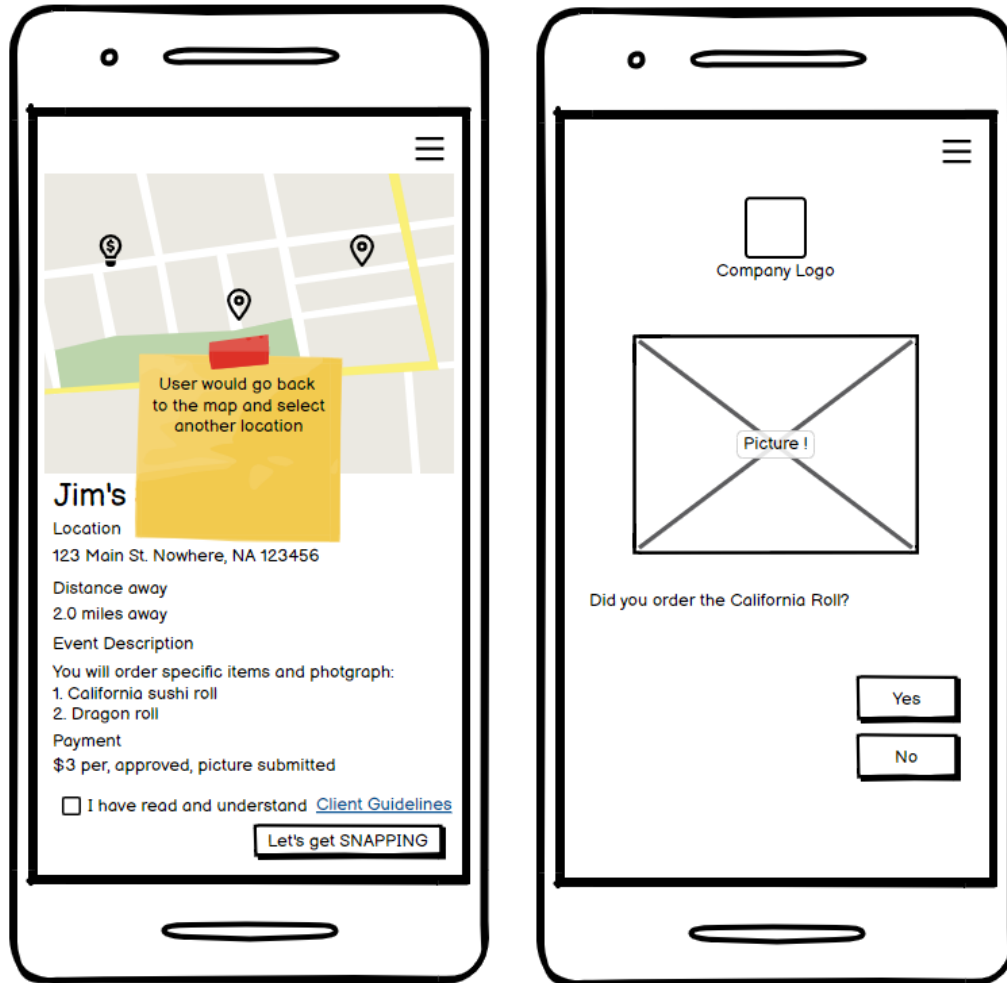 User would go back
to the map and select
another location
Jim's
Location
123 Main St. Nowhere, NA 123456
Distance away
2.0 miles away
Event Description
You will order specific items and photgraph:
1. California sushi roll
2. Dragon roll
Payment
$3 per, approved, picture submitted
I have read and understand Client Guidelines
Let's get SNAPPING
Company Logo
Picture !
Did you order the California Roll?
Yes
No